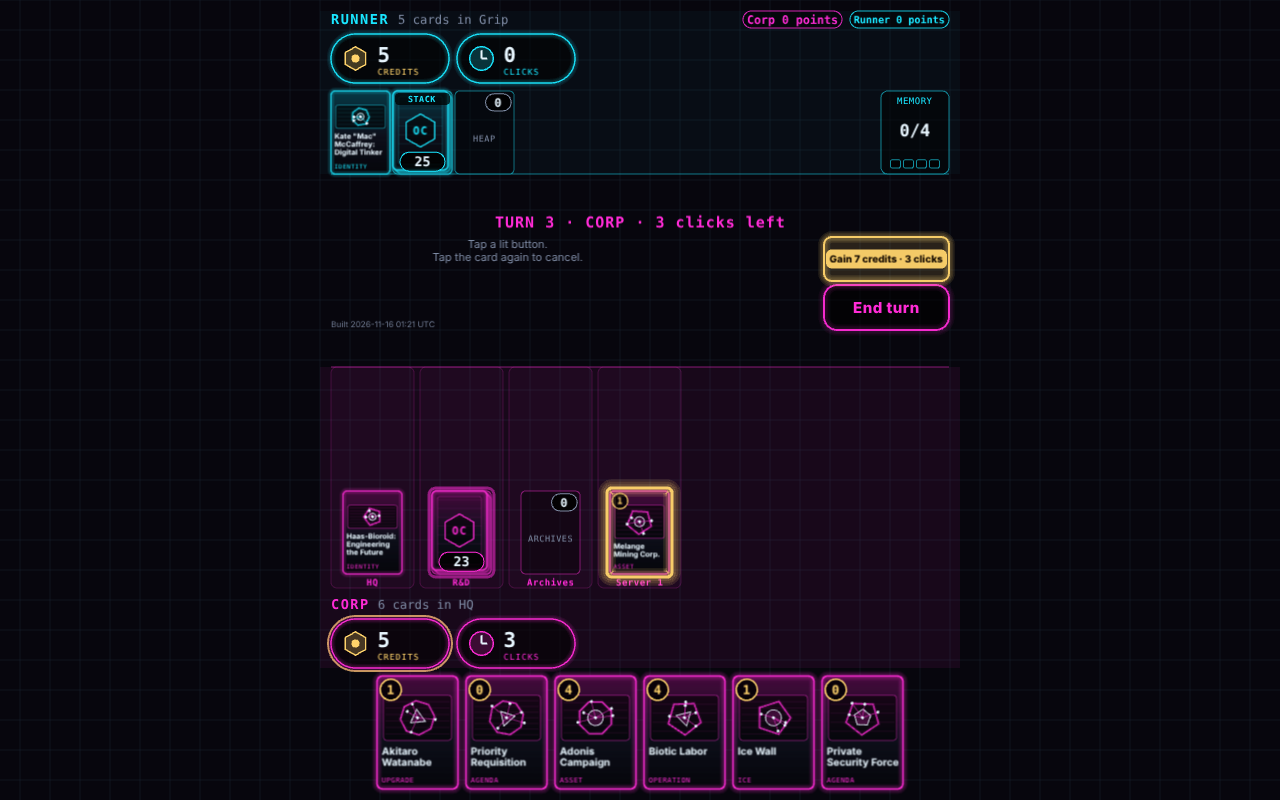 RUNNER 5 cards in Grip
Corp 0 points
Runner 0 points
5
CREDITS
0
CLICKS
Kate "Mac"
McCaffrey:
Digital Tinker
IDENTITY
STACK
OC
25
0
HEAP
MEMORY
0/4
TURN 3 · CORP · 3 clicks left
Tap a lit button.
Tap the card again to cancel.
Gain 7 credits · 3 clicks
End turn
Built 2026-11-16 01:21 UTC
Haas-Bioroid:
Engineering
the Future
IDENTITY
HQ
OC
23
R&D
0
ARCHIVES
Archives
1
Melange
Mining Corp.
ASSET
Server 1
CORP 6 cards in HQ
5
CREDITS
3
CLICKS
1
Akitaro
Watanabe
UPGRADE
0
Priority
Requisition
AGENDA
4
Adonis
Campaign
ASSET
4
Biotic Labor
OPERATION
1
Ice Wall
ICE
0
Private
Security Force
AGENDA